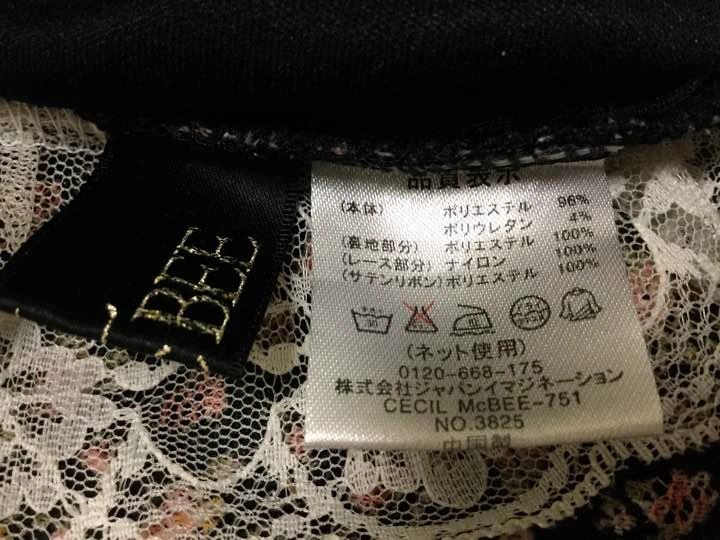 品質表示
(本体) ポリエステル 96%
ポリウレタン 4%
(裏地部分) ポリエステル 100%
(レース部分) ナイロン 100%
(サテンリボン) ポリエステル 100%
(ネット使用)
0120-668-175
株式会社ジャパンイマジネーション
CECIL McBEE-751
NO.3825
中国製
BEE